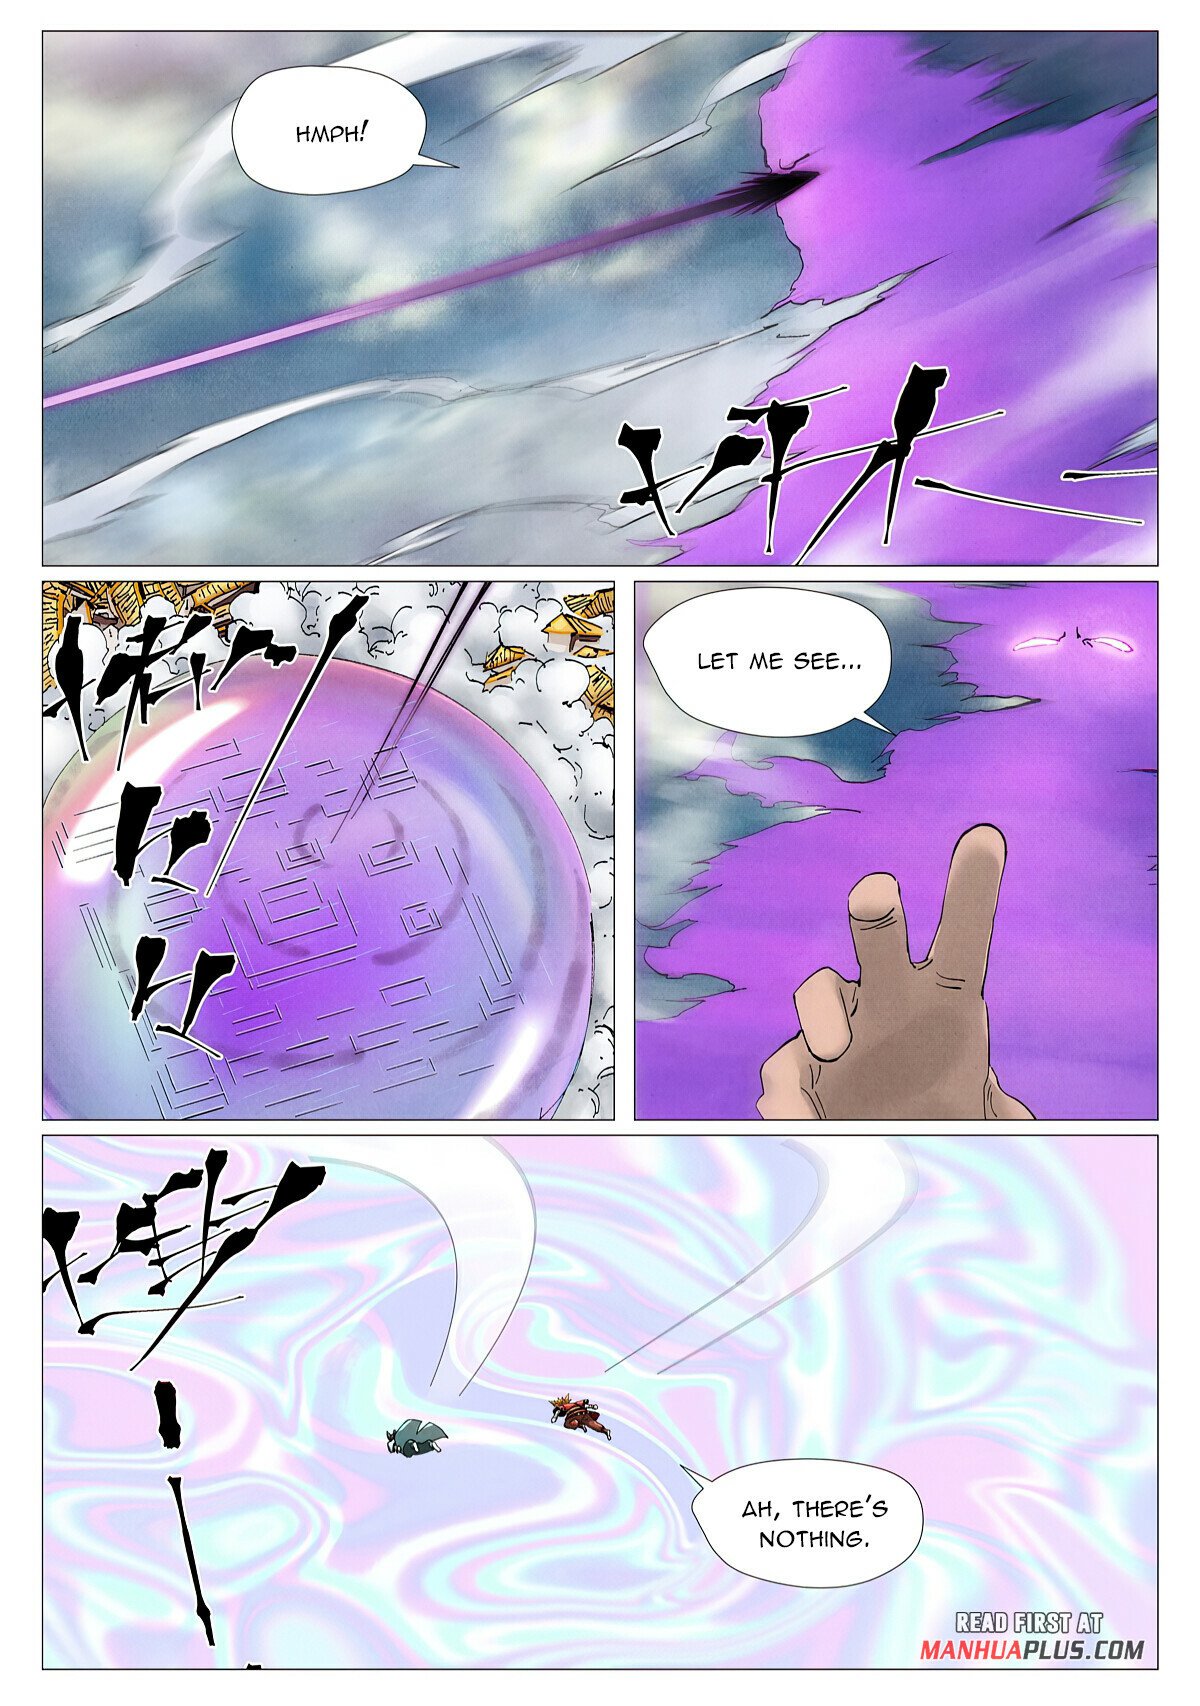 HMPH!
LET ME SEE...
AH, THERE'S
NOTHING.
READ FIRST AT
MANHUAPLUS.COM